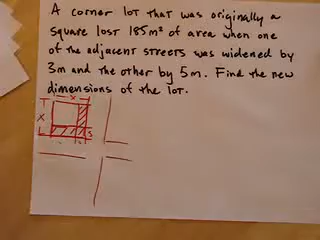 A corner lot that was originally a
square lost 185m² of area when one
of the adjacent streets was widened by
3m and the other by 5m. Find the new
dimensions of the lot.
x
x